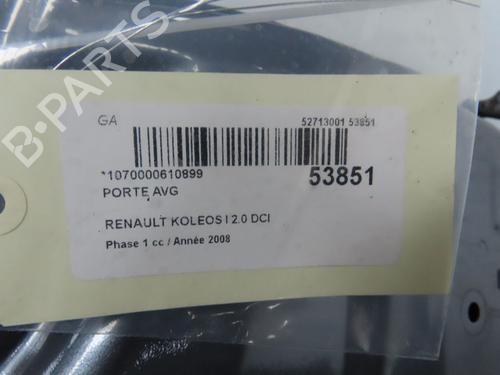 GA
52713001 53851
*1070000610899
53851
PORTE AVG
RENAULT KOLEOS I 2.0 DCI
Phase 1 cc / Année 2008
B-PARTS